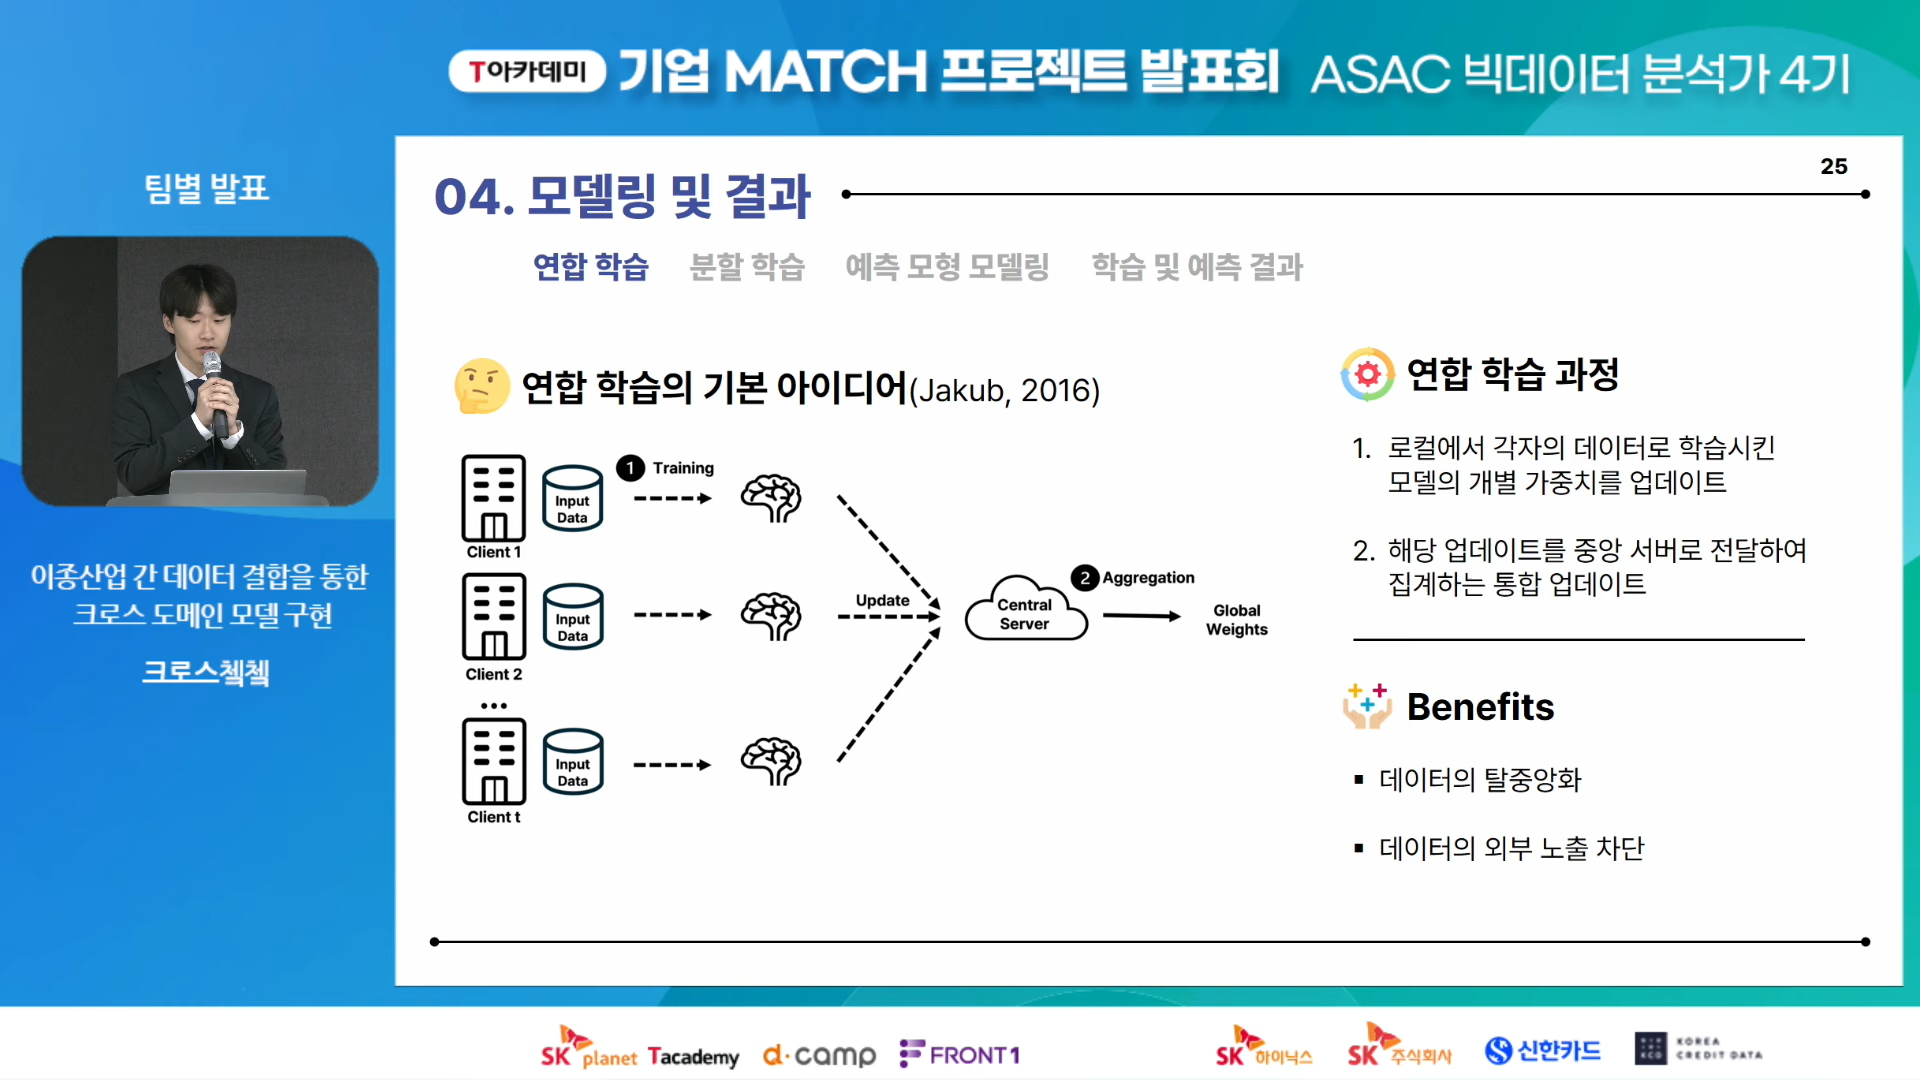 T아카데미 기업 MATCH 프로젝트 발표회 ASAC 빅데이터 분석가 4기
팀별 발표
이종산업 간 데이터 결합을 통한
크로스 도메인 모델 구현
크로스췤췤
25
04. 모델링 및 결과
연합 학습 분할 학습 예측 모형 모델링 학습 및 예측 결과
연합 학습의 기본 아이디어(Jakub, 2016)
1 Training
Input
Data
Client 1
Input
Data
Client 2
...
Input
Data
Client t
Update
Central
Server
2 Aggregation
Global
Weights
연합 학습 과정
1. 로컬에서 각자의 데이터로 학습시킨
모델의 개별 가중치를 업데이트
2. 해당 업데이트를 중앙 서버로 전달하여
집계하는 통합 업데이트
Benefits
▪ 데이터의 탈중앙화
▪ 데이터의 외부 노출 차단
SK planet Tacademy d·camp FRONT1 SK 하이닉스 SK 주식회사 신한카드 KOREA
CREDIT DATA